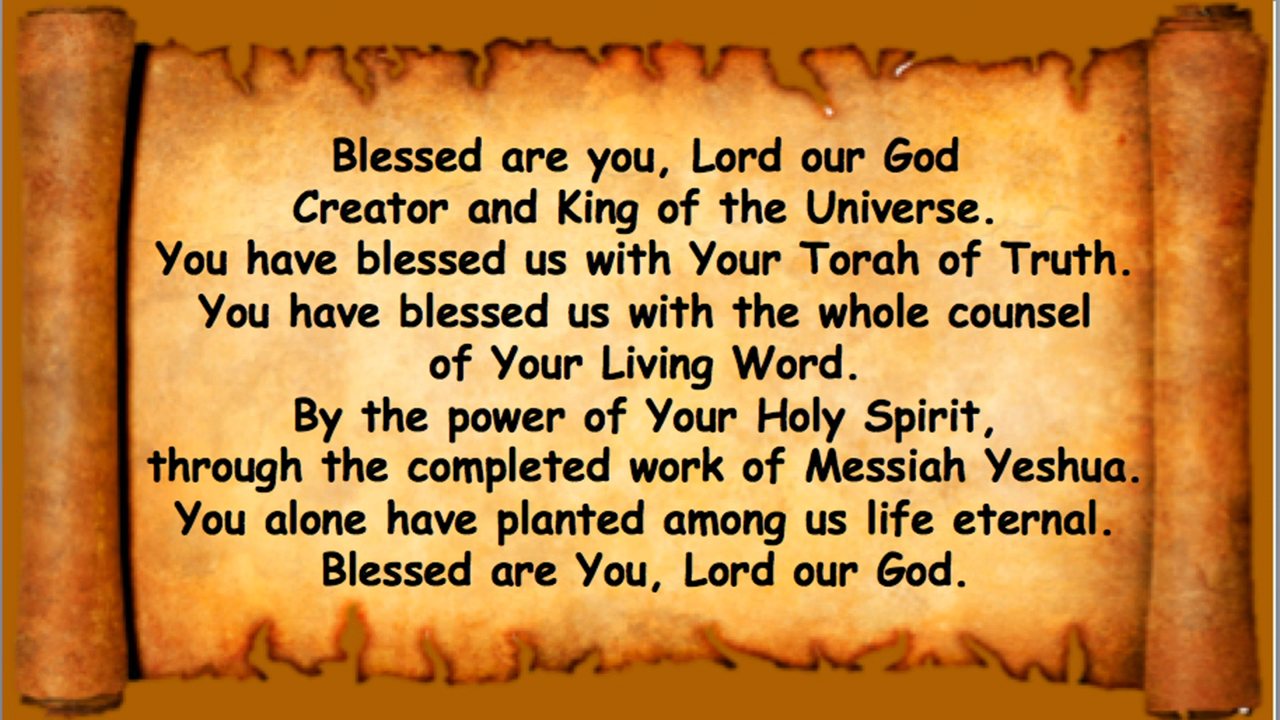 Blessed are you, Lord our God
Creator and King of the Universe.
You have blessed us with Your Torah of Truth.
You have blessed us with the whole counsel
of Your Living Word.
By the power of Your Holy Spirit,
through the completed work of Messiah Yeshua.
You alone have planted among us life eternal.
Blessed are You, Lord our God.